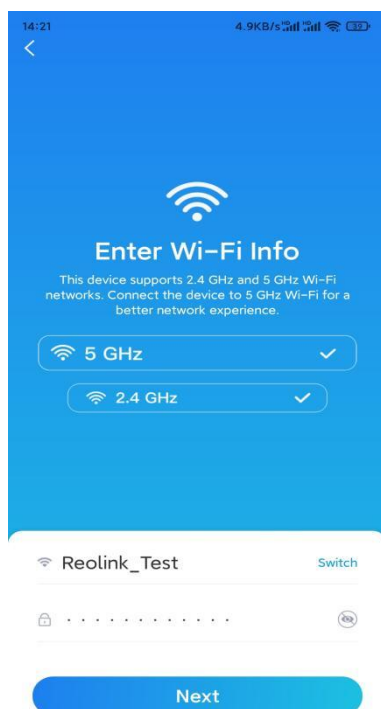 14:21
4.9KB/s
39
Enter Wi-Fi Info
This device supports 2.4 GHz and 5 GHz Wi-Fi
networks. Connect the device to 5 GHz Wi-Fi for a
better network experience.
5 GHz
2.4 GHz
Reolink_Test
Switch
Next